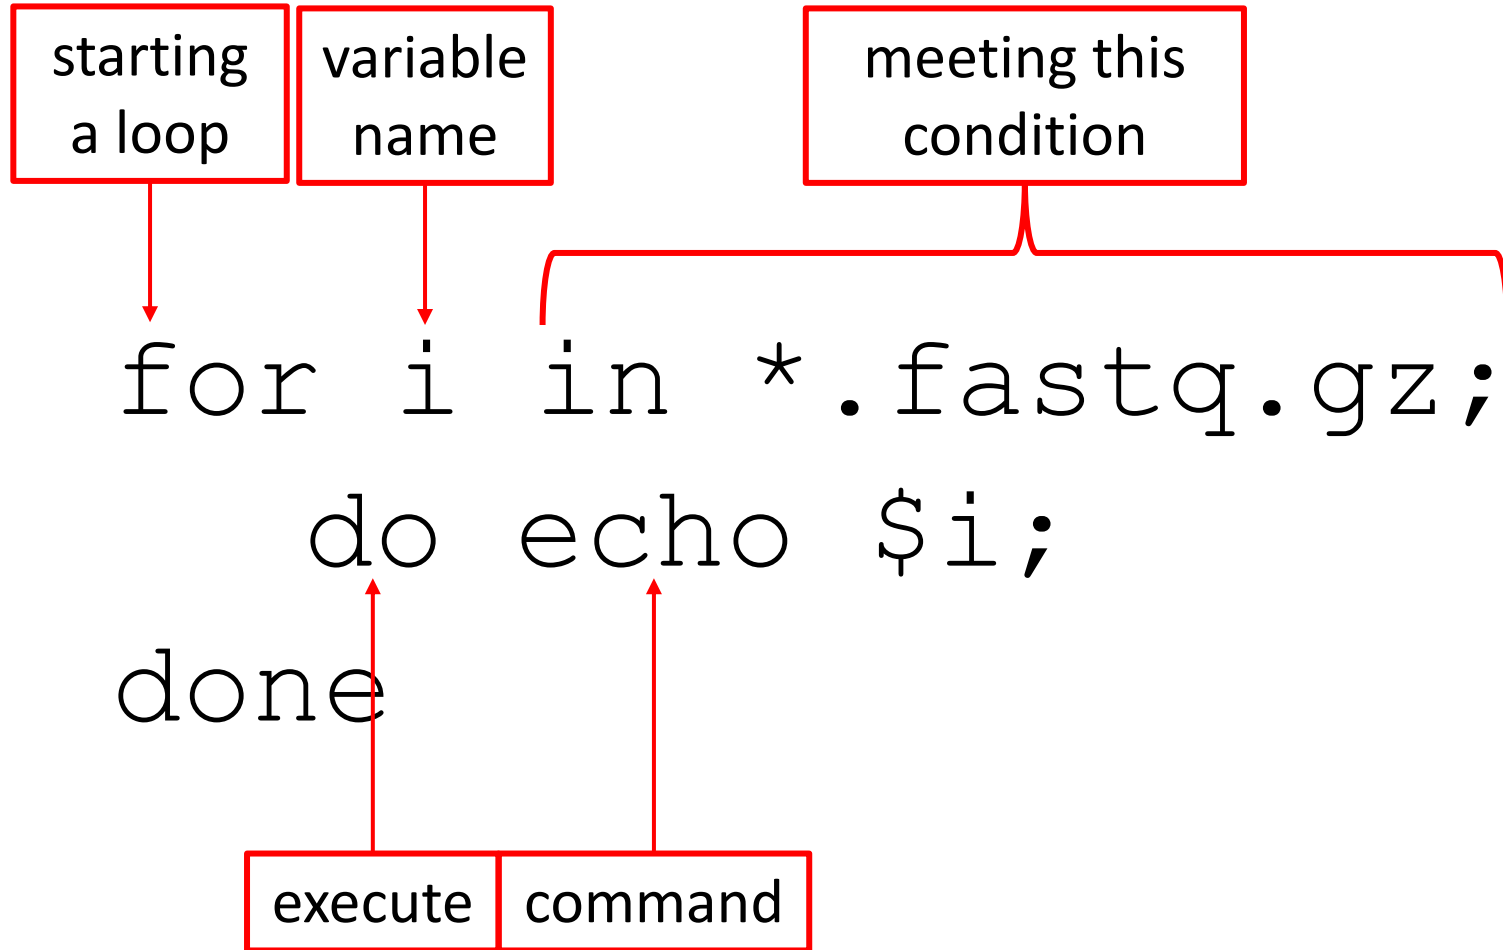 starting
a loop
variable
name
meeting this
condition
for i in *.fastq.gz;
do echo $i;
done
execute
command